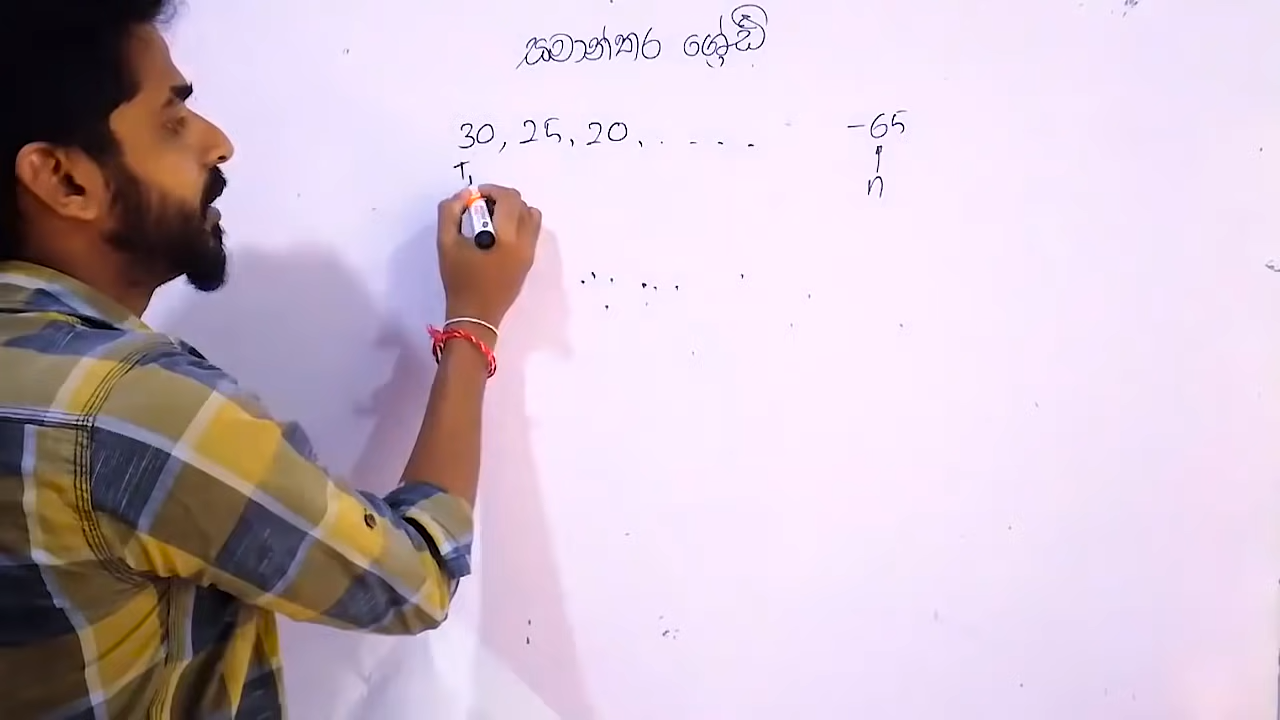 සමාන්තර ශ්‍රේඪි
30, 25, 20, . - - . -65
T₁ n